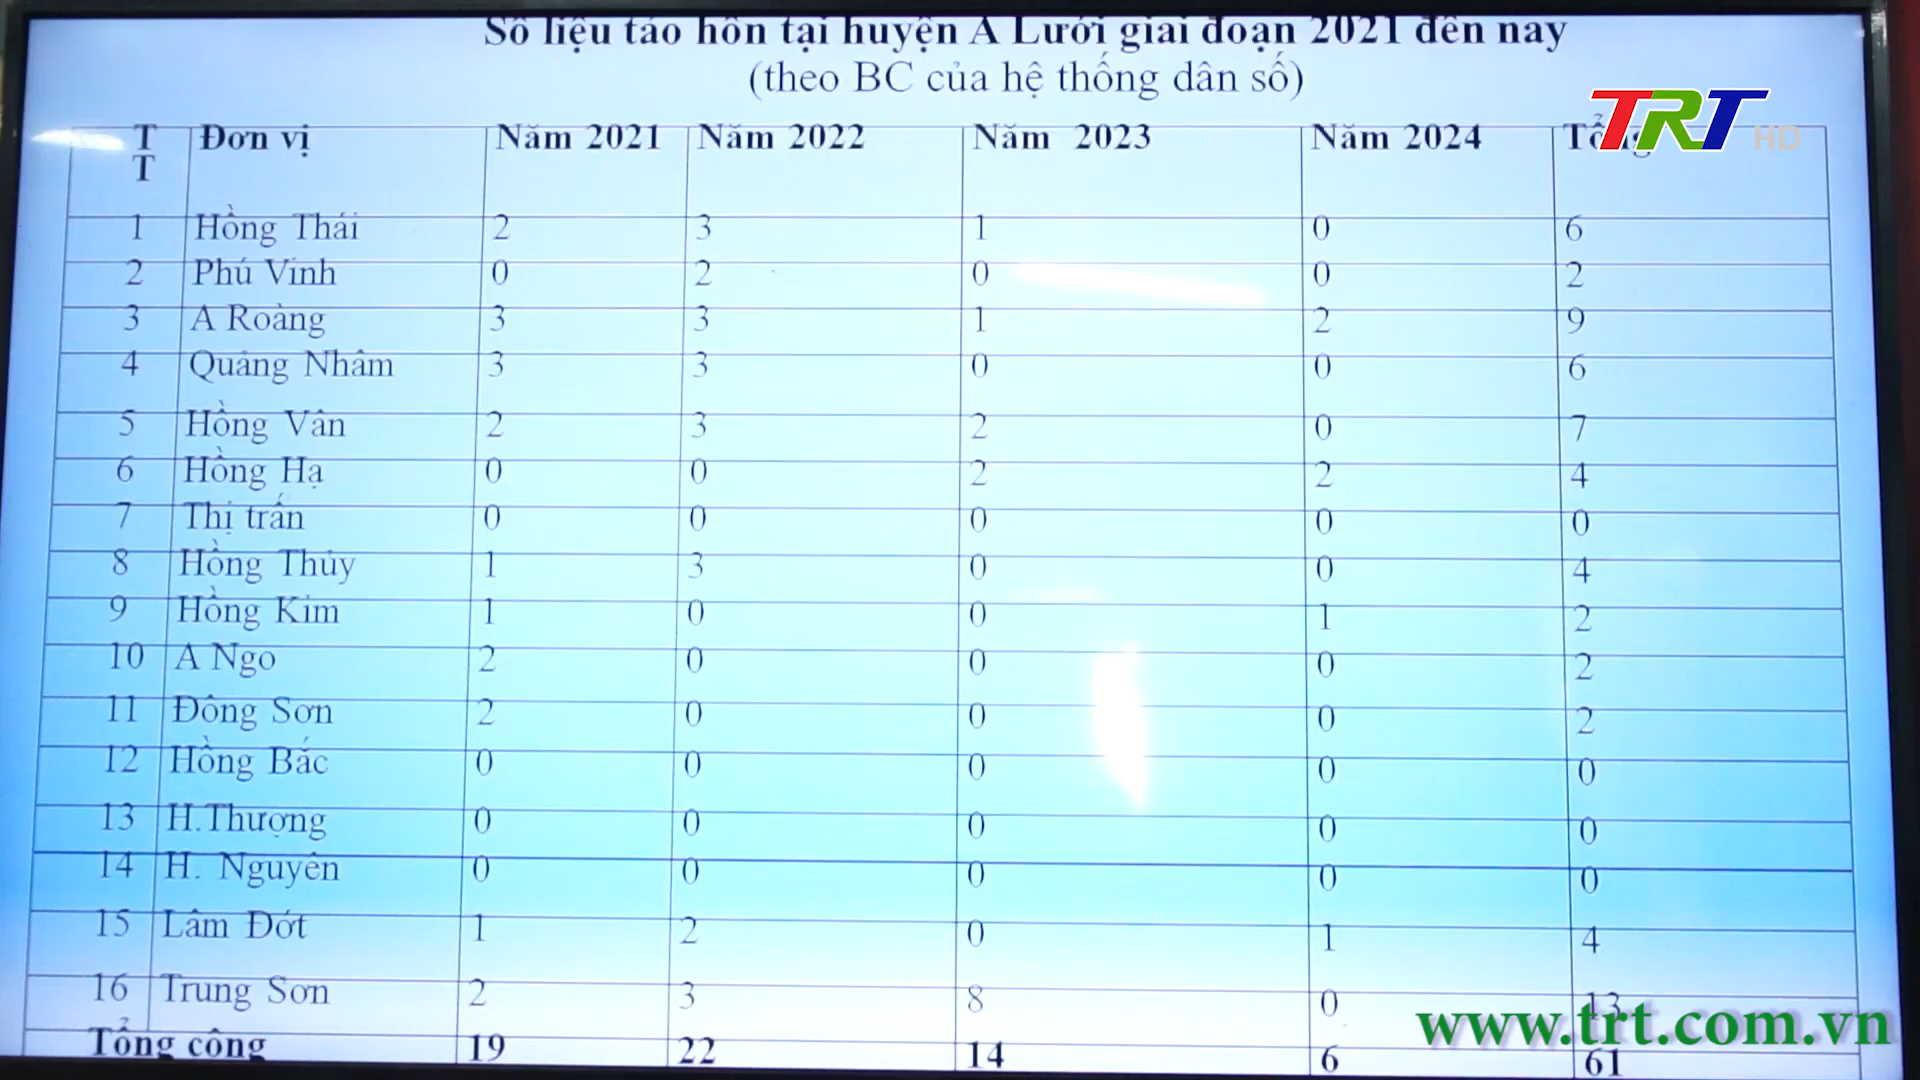 Số liệu tảo hôn tại huyện A Lưới giai đoạn 2021 đến nay
(theo BC của hệ thống dân số)
TRT HD
TT Đơn vị Năm 2021 Năm 2022 Năm 2023 Năm 2024 Tổng
1 Hồng Thái 2 3 1 0 6
2 Phú Vinh 0 2 0 0 2
3 A Roàng 3 3 1 2 9
4 Quảng Nhâm 3 3 0 0 6
5 Hồng Vân 2 3 2 0 7
6 Hồng Hạ 0 0 2 2 4
7 Thị trấn 0 0 0 0 0
8 Hồng Thủy 1 3 0 0 4
9 Hồng Kim 1 0 0 1 2
10 A Ngo 2 0 0 0 2
11 Đông Sơn 2 0 0 0 2
12 Hồng Bắc 0 0 0 0 0
13 H.Thượng 0 0 0 0 0
14 H. Nguyên 0 0 0 0 0
15 Lâm Đớt 1 2 0 1 4
16 Trung Sơn 2 3 8 0 13
Tổng cộng 19 22 14 6 61
www.trt.com.vn